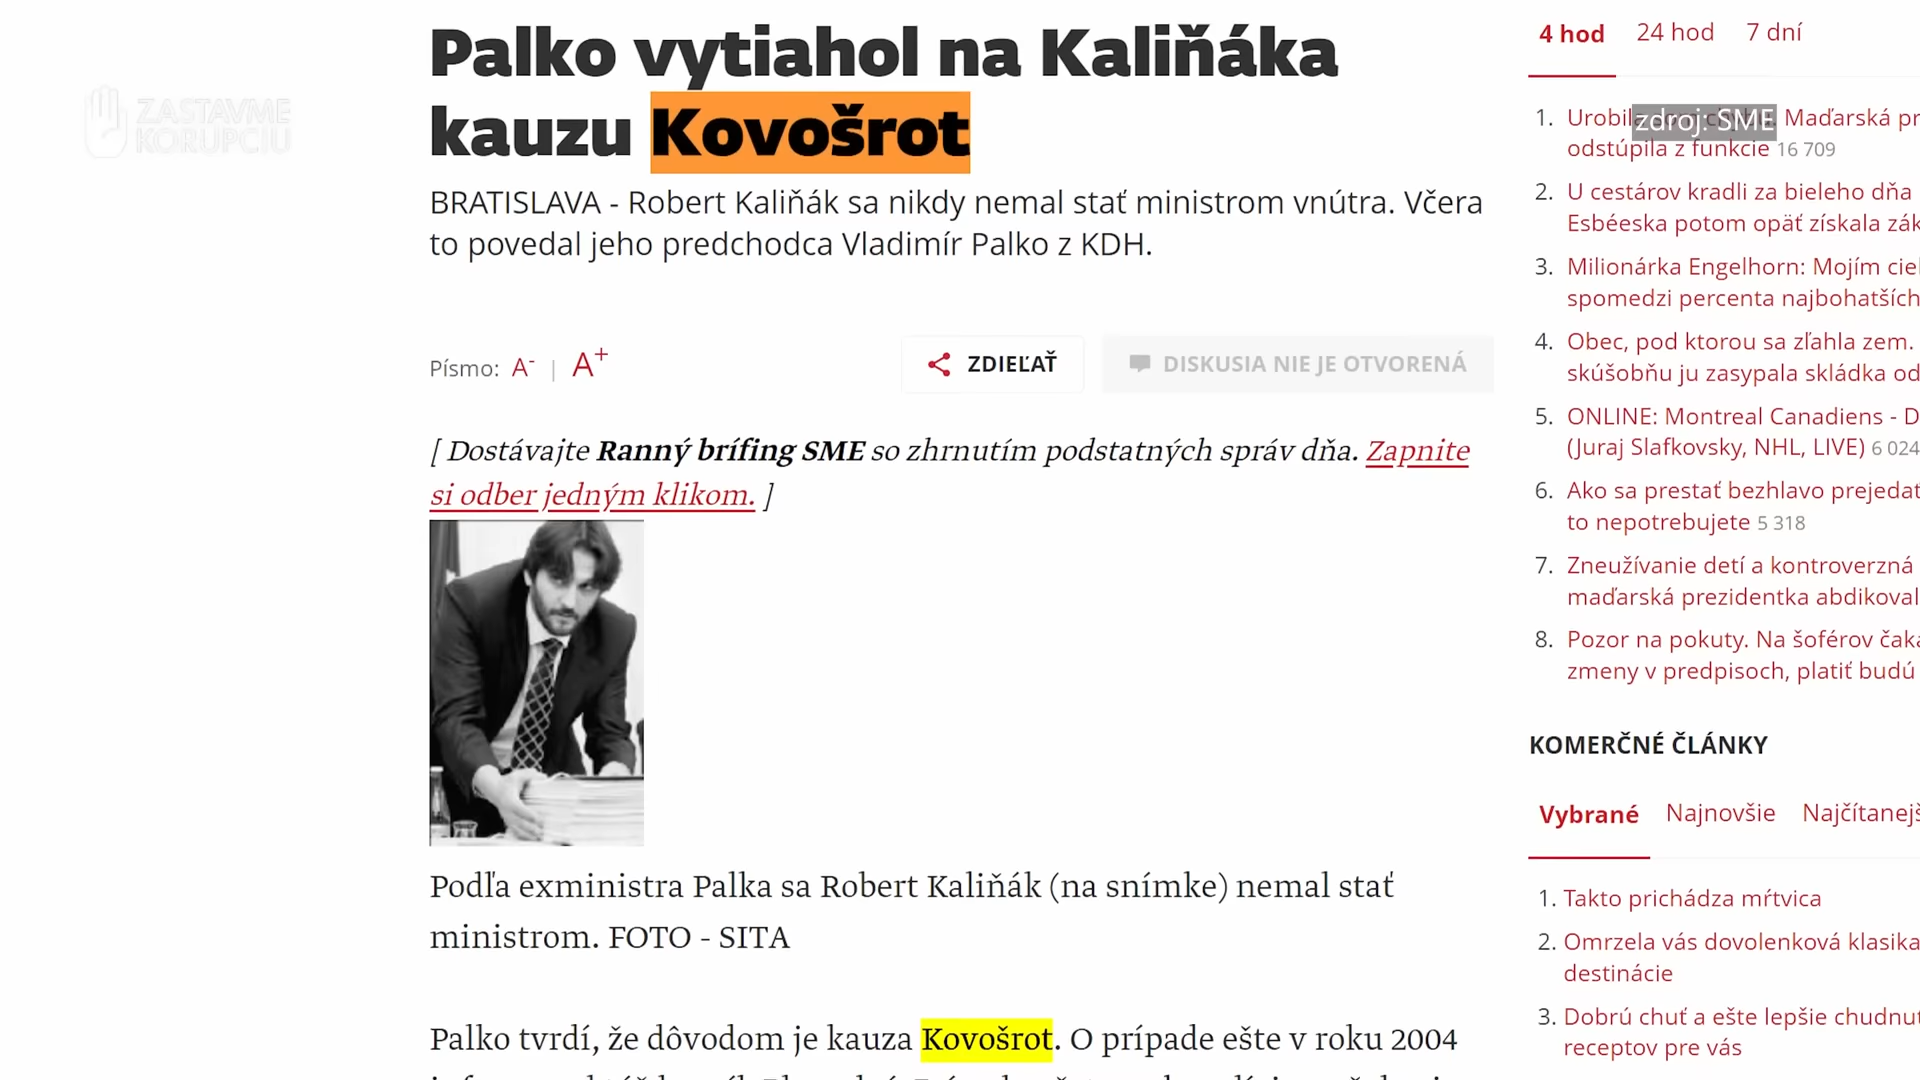 Palko vytiahol na Kaliňáka
kauzu Kovošrot
BRATISLAVA - Robert Kaliňák sa nikdy nemal stať ministrom vnútra. Včera
to povedal jeho predchodca Vladimír Palko z KDH.
Písmo: A- | A+
ZDIEĽAŤ
DISKUSIA NIE JE OTVORENÁ
[ Dostávajte Ranný brífing SME so zhrnutím podstatných správ dňa. Zapnite
si odber jedným klikom. ]
Podľa exministra Palka sa Robert Kaliňák (na snímke) nemal stať
ministrom. FOTO - SITA
Palko tvrdí, že dôvodom je kauza Kovošrot. O prípade ešte v roku 2004
ZASTAVME
KORUPCIU
4 hod 24 hod 7 dní
zdroj: SME
1. Urobila Maďarská pr
odstúpila z funkcie 16 709
2. U cestárov kradli za bieleho dňa
Esbéeska potom opäť získala zák
3. Milionárka Engelhorn: Mojím cieľ
spomedzi percenta najbohatších
4. Obec, pod ktorou sa zľahla zem.
skúšobňu ju zasypala skládka od
5. ONLINE: Montreal Canadiens - D
(Juraj Slafkovsky, NHL, LIVE) 6 024
6. Ako sa prestať bezhlavo prejedať
to nepotrebujete 5 318
7. Zneužívanie detí a kontroverzná
maďarská prezidentka abdikoval
8. Pozor na pokuty. Na šoférov čaka
zmeny v predpisoch, platiť budú
KOMERČNÉ ČLÁNKY
Vybrané Najnovšie Najčítanejš
1. Takto prichádza mŕtvica
2. Omrzela vás dovolenková klasika
destinácie
3. Dobrú chuť a ešte lepšie chudnut
receptov pre vás